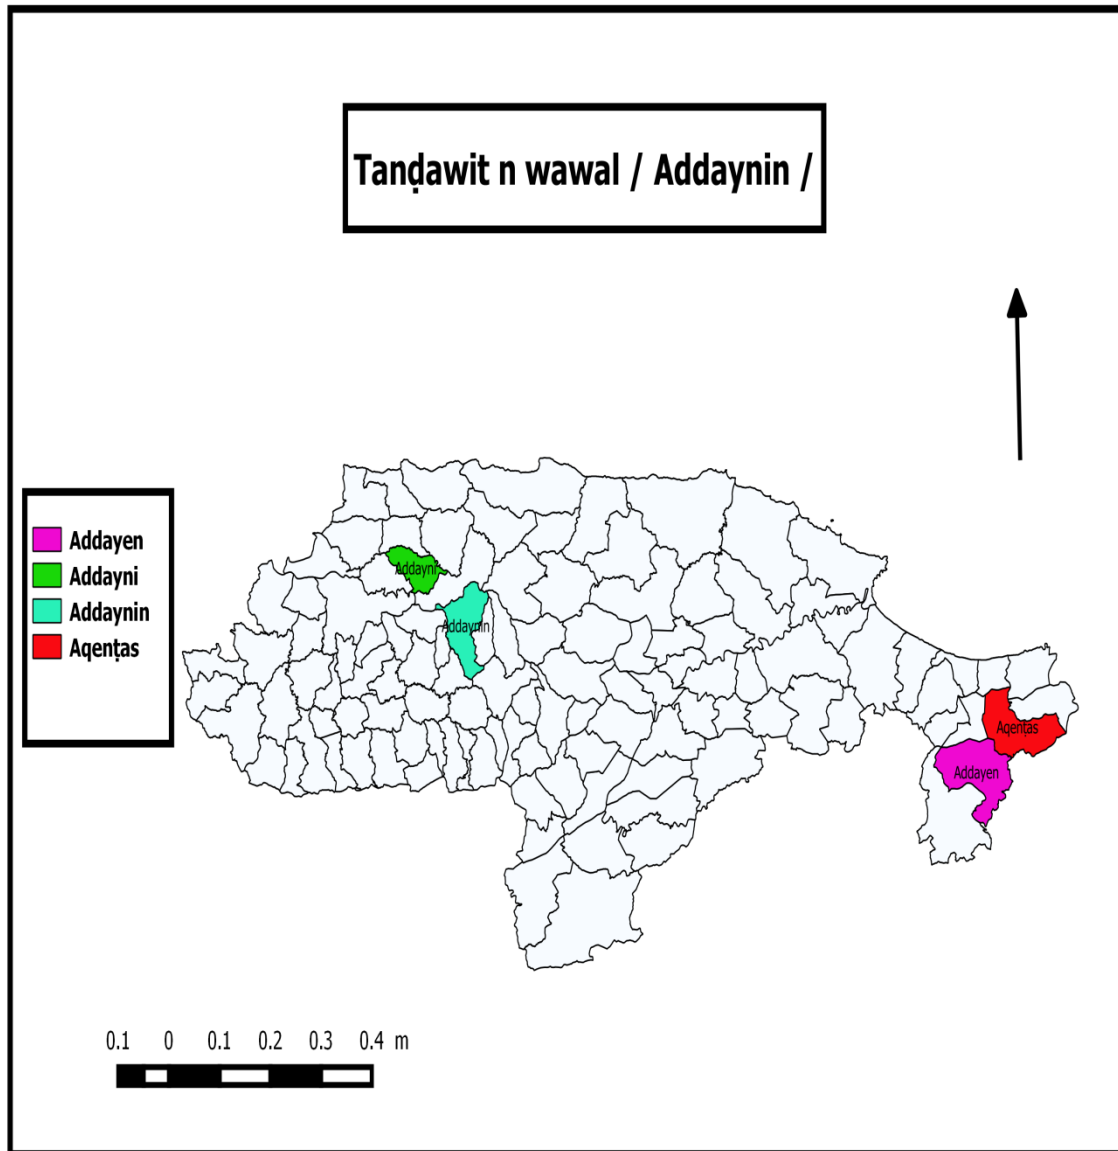 Tanḍawit n wawal / Addaynin /
Addayen
Addayni
Addaynin
Aqenṭas
Addayni
Addaynin
Aqenṭas
Addayen
0.1 0 0.1 0.2 0.3 0.4 m